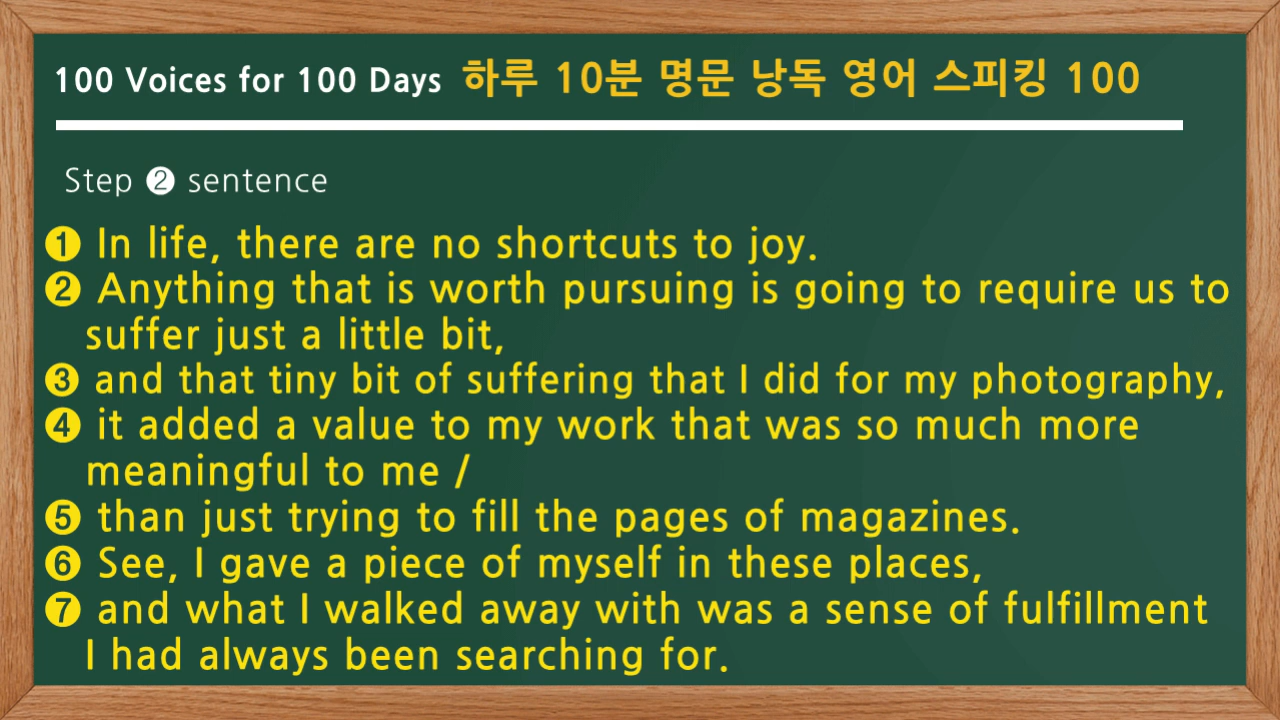 100 Voices for 100 Days 하루 10분 명문 낭독 영어 스피킹 100
Step ❷ sentence
❶ In life, there are no shortcuts to joy.
❷ Anything that is worth pursuing is going to require us to
suffer just a little bit,
❸ and that tiny bit of suffering that I did for my photography,
❹ it added a value to my work that was so much more
meaningful to me /
❺ than just trying to fill the pages of magazines.
❻ See, I gave a piece of myself in these places,
❼ and what I walked away with was a sense of fulfillment
I had always been searching for.